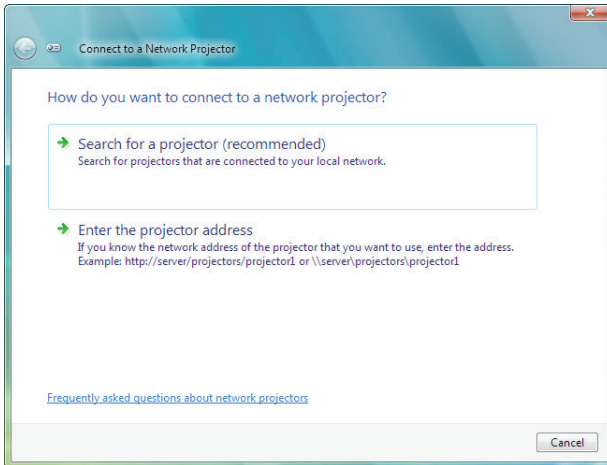 Connect to a Network Projector
How do you want to connect to a network projector?
Search for a projector (recommended)
Search for projectors that are connected to your local network.
Enter the projector address
If you know the network address of the projector that you want to use, enter the address.
Example: http://server/projectors/projector1 or \\server\projectors\projector1
Frequently asked questions about network projectors
Cancel